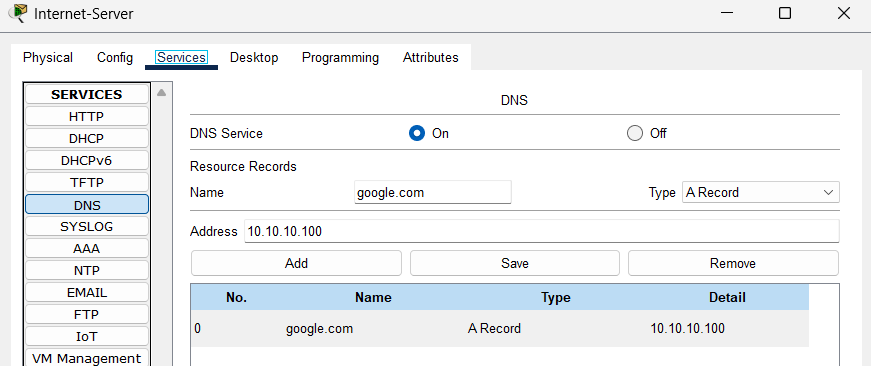 Internet-Server
Physical Config Services Desktop Programming Attributes
SERVICES
HTTP
DHCP
DHCPv6
TFTP
DNS
SYSLOG
AAA
NTP
EMAIL
FTP
IoT
VM Management
DNS
DNS Service On Off
Resource Records
Name google.com Type A Record
Address 10.10.10.100
Add Save Remove
No. Name Type Detail
0 google.com A Record 10.10.10.100